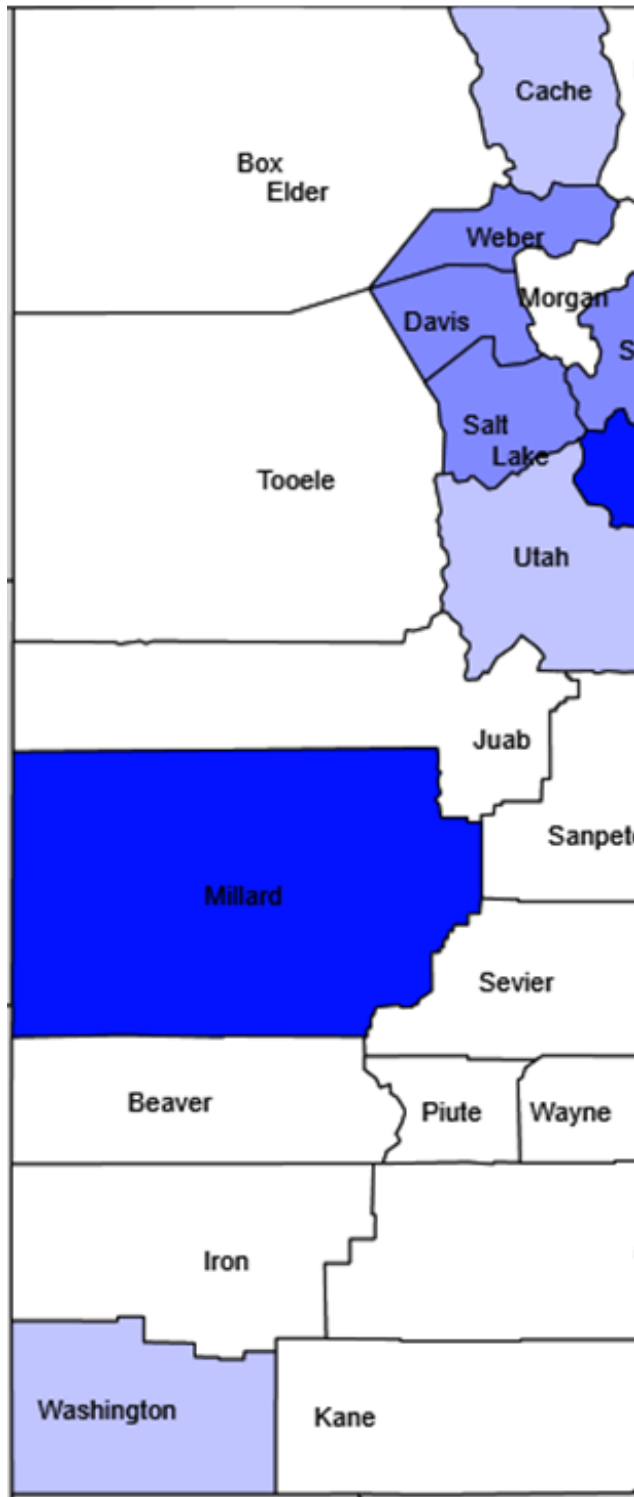 Cache
Box
Elder
Weber
Morgan
Davis
S
Salt
Lake
Tooele
Utah
Juab
Sanpet
Millard
Sevier
Beaver
Piute
Wayne
Iron
Washington
Kane